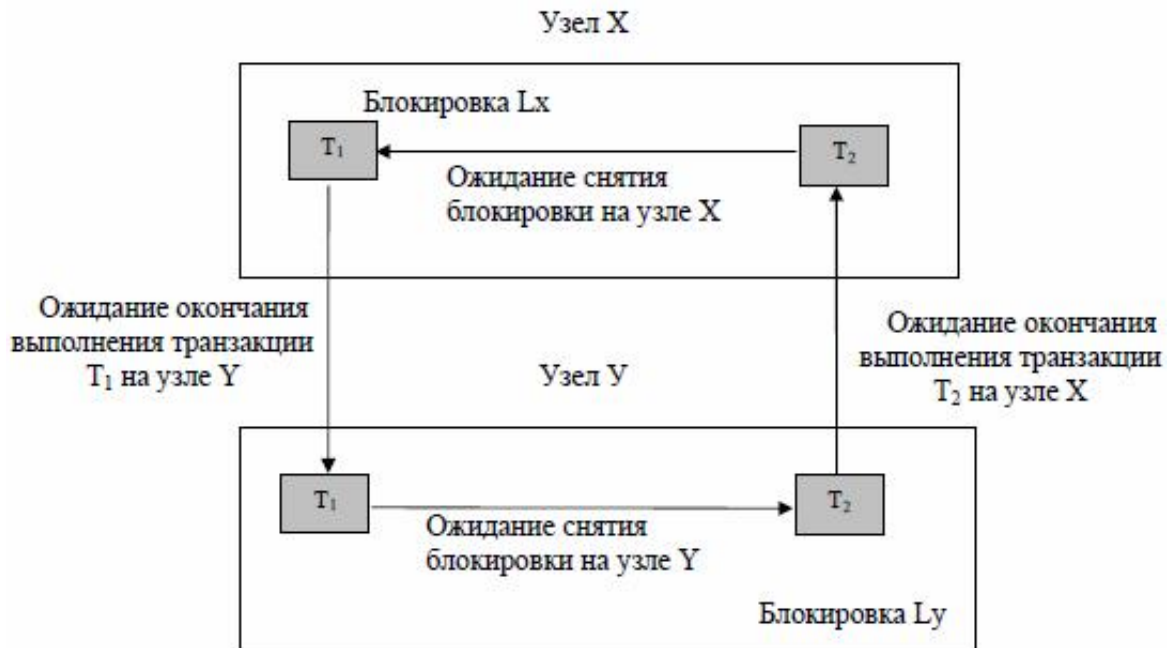 Узел X
Блокировка Lx
T₁
T₂
Ожидание снятия
блокировки на узле X
Ожидание окончания
выполнения транзакции
T₁ на узле Y
Ожидание окончания
выполнения транзакции
T₂ на узле X
Узел У
T₁
T₂
Ожидание снятия
блокировки на узле Y
Блокировка Ly